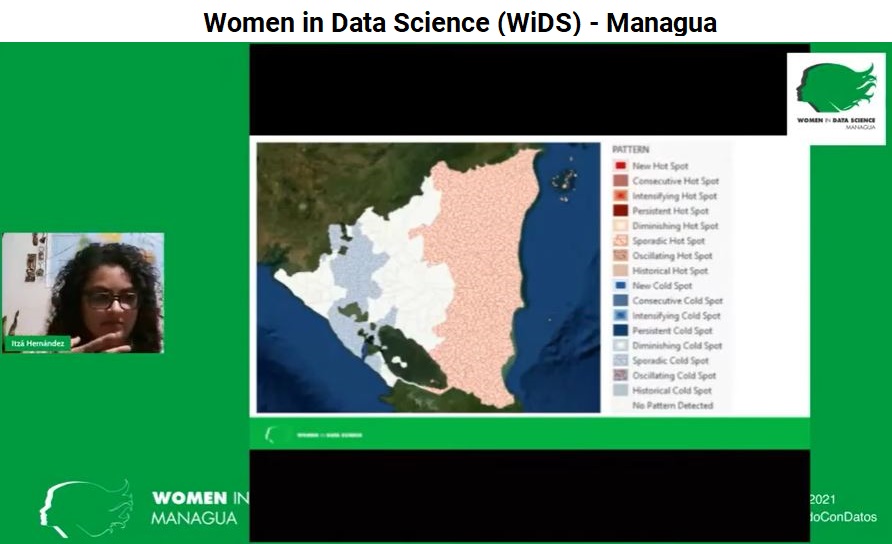 Women in Data Science (WiDS) - Managua
WOMEN IN DATA SCIENCE
MANAGUA
PATTERN
New Hot Spot
Consecutive Hot Spot
Intensifying Hot Spot
Persistent Hot Spot
Diminishing Hot Spot
Sporadic Hot Spot
Oscillating Hot Spot
Historical Hot Spot
New Cold Spot
Consecutive Cold Spot
Intensifying Cold Spot
Persistent Cold Spot
Diminishing Cold Spot
Sporadic Cold Spot
Oscillating Cold Spot
Historical Cold Spot
No Pattern Detected
Itzá Hernández
WOMEN IN DATA SCIENCE
WOMEN IN
MANAGUA
2021
doConDatos